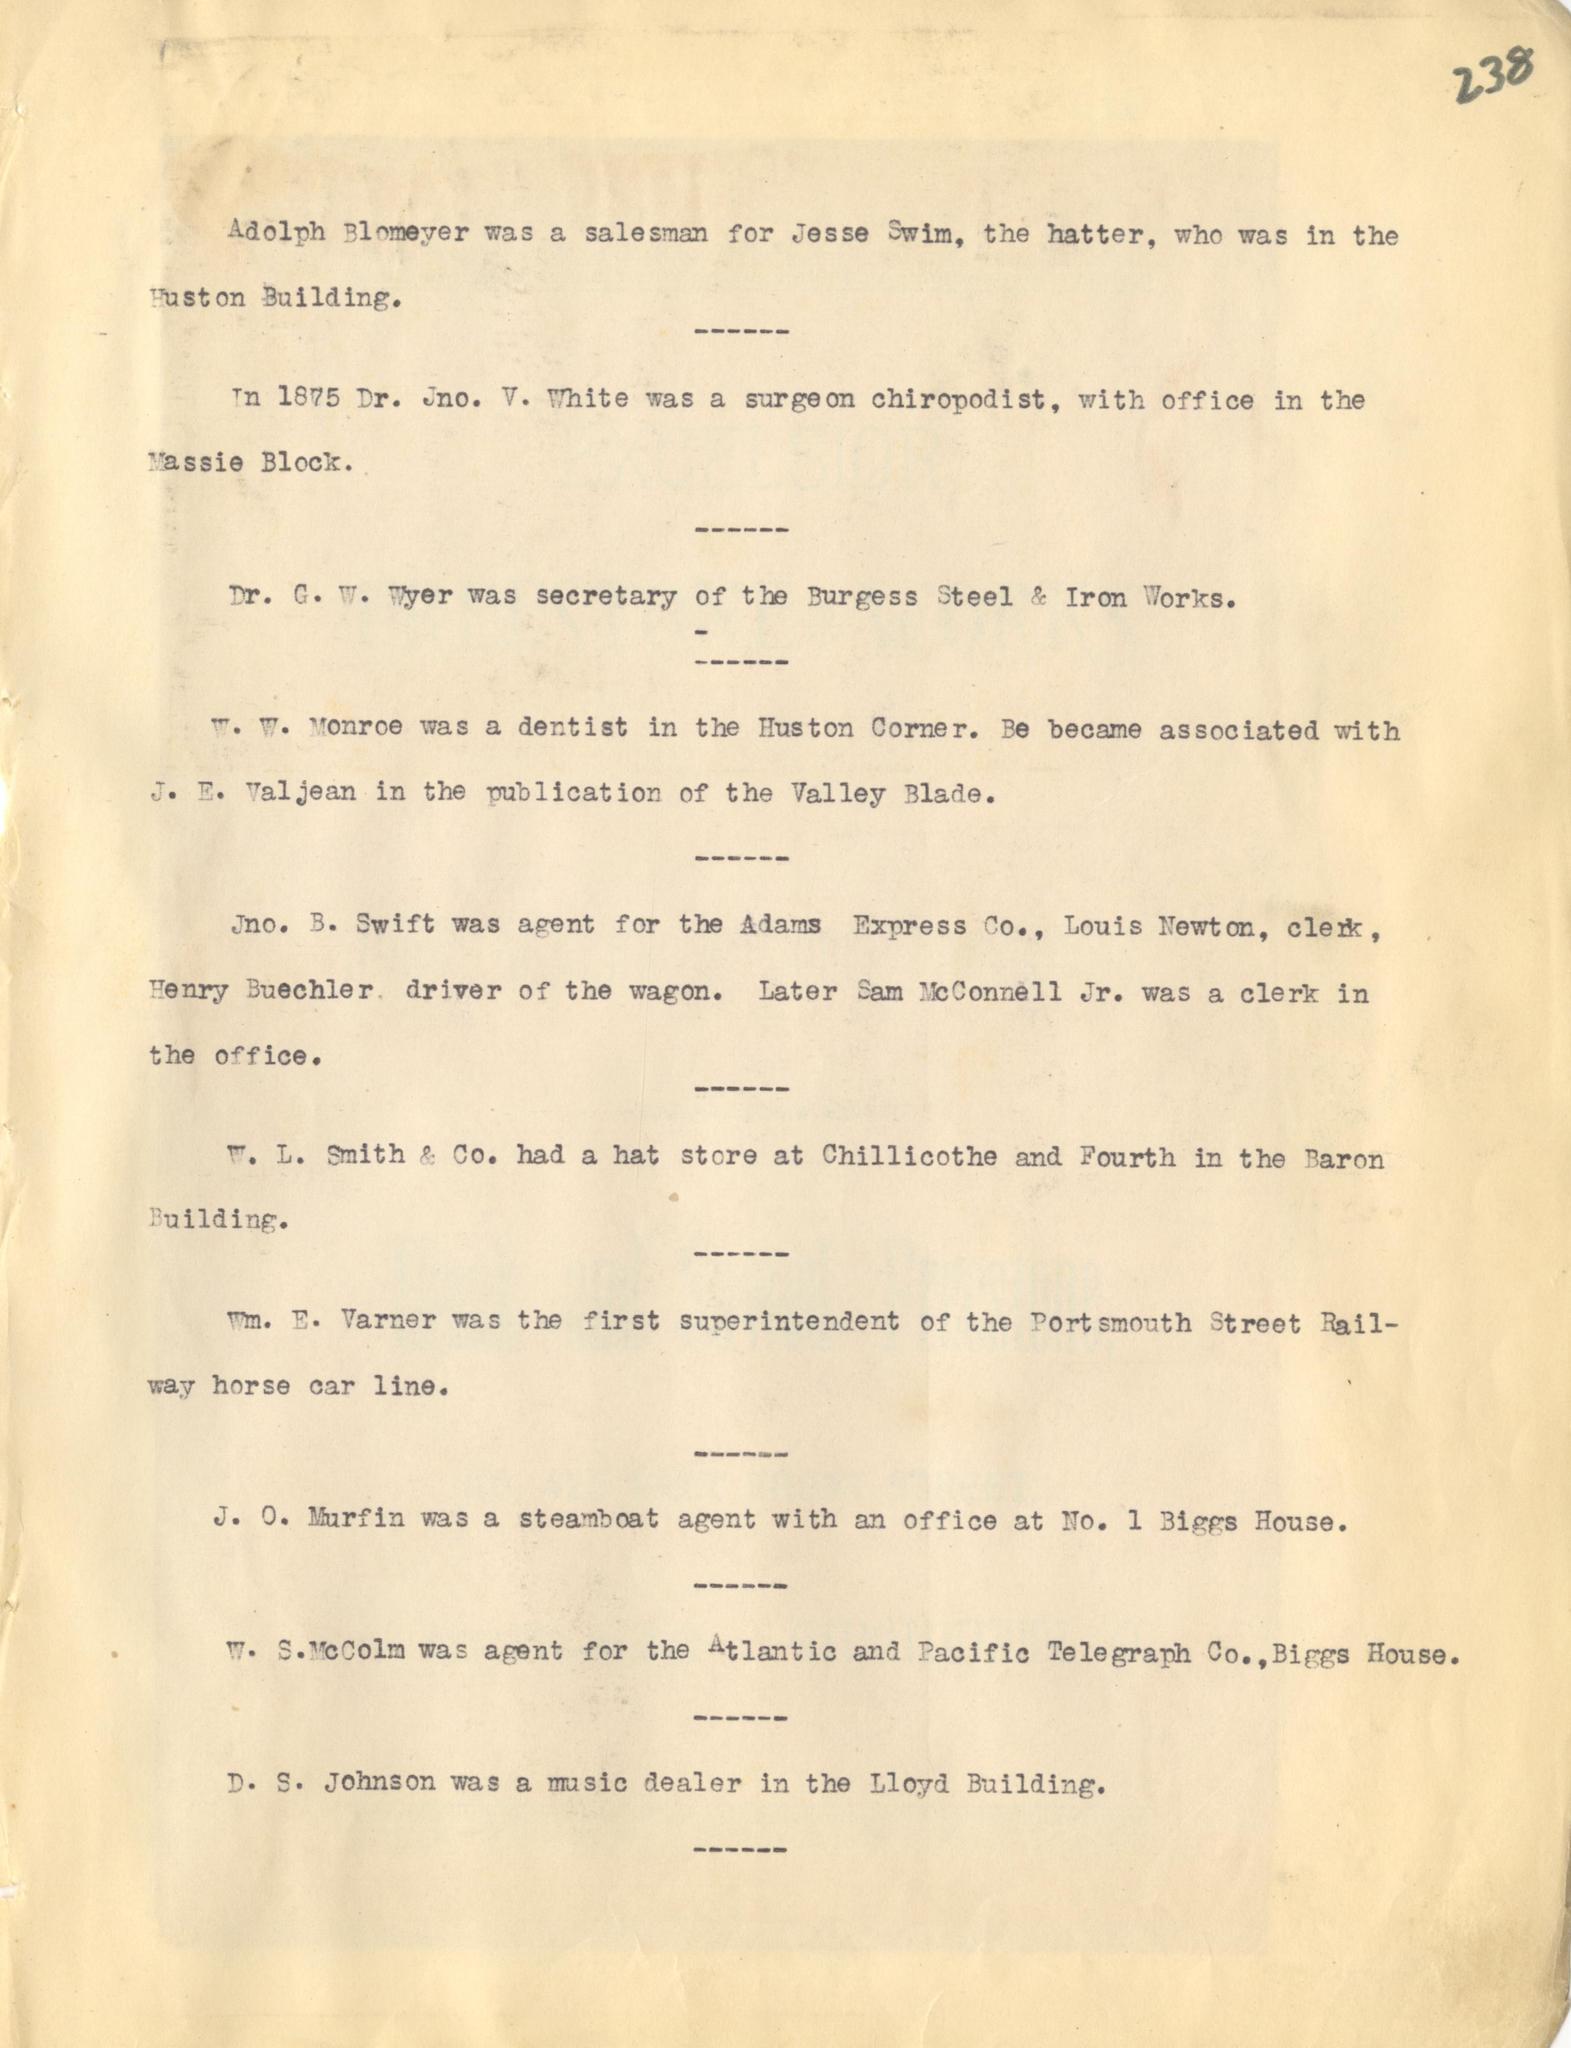 238
Adolph Blomeyer was a salesman for Jesse Swim, the hatter, who was in the
Huston Building.
------
In 1875 Dr. Jno. V. White was a surgeon chiropodist, with office in the
Massie Block.
------
Dr. G. W. Wyer was secretary of the Burgess Steel & Iron Works.
-
------
W. W. Monroe was a dentist in the Huston Corner. Be became associated with
J. E. Valjean in the publication of the Valley Blade.
------
Jno. B. Swift was agent for the Adams Express Co., Louis Newton, clerk,
Henry Buechler, driver of the wagon. Later Sam McConnell Jr. was a clerk in
the office.
------
W. L. Smith & Co. had a hat store at Chillicothe and Fourth in the Baron
Building.
------
Wm. E. Varner was the first superintendent of the Portsmouth Street Rail-
way horse car line.
------
J. O. Murfin was a steamboat agent with an office at No. 1 Biggs House.
------
W. S.McColm was agent for the Atlantic and Pacific Telegraph Co.,Biggs House.
------
D. S. Johnson was a music dealer in the Lloyd Building.
------